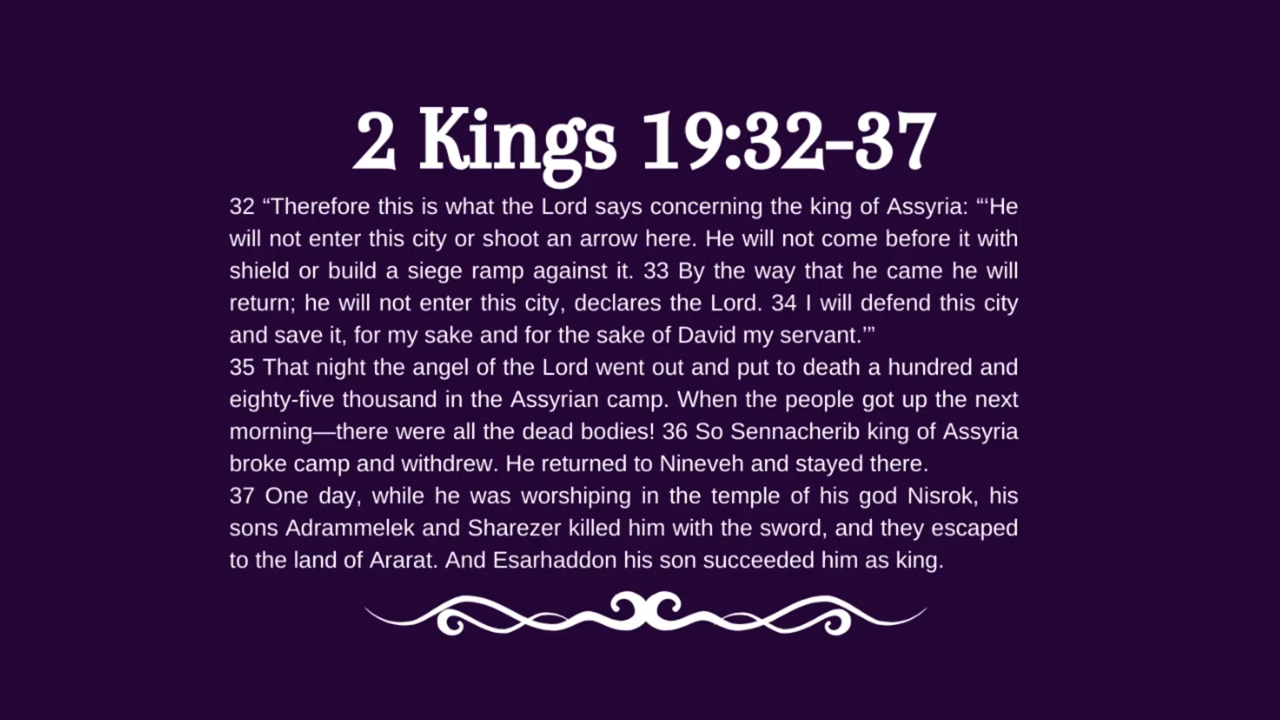 2 Kings 19:32-37
32 “Therefore this is what the Lord says concerning the king of Assyria: “‘He
will not enter this city or shoot an arrow here. He will not come before it with
shield or build a siege ramp against it. 33 By the way that he came he will
return; he will not enter this city, declares the Lord. 34 I will defend this city
and save it, for my sake and for the sake of David my servant.’”
35 That night the angel of the Lord went out and put to death a hundred and
eighty-five thousand in the Assyrian camp. When the people got up the next
morning—there were all the dead bodies! 36 So Sennacherib king of Assyria
broke camp and withdrew. He returned to Nineveh and stayed there.
37 One day, while he was worshiping in the temple of his god Nisrok, his
sons Adrammelek and Sharezer killed him with the sword, and they escaped
to the land of Ararat. And Esarhaddon his son succeeded him as king.